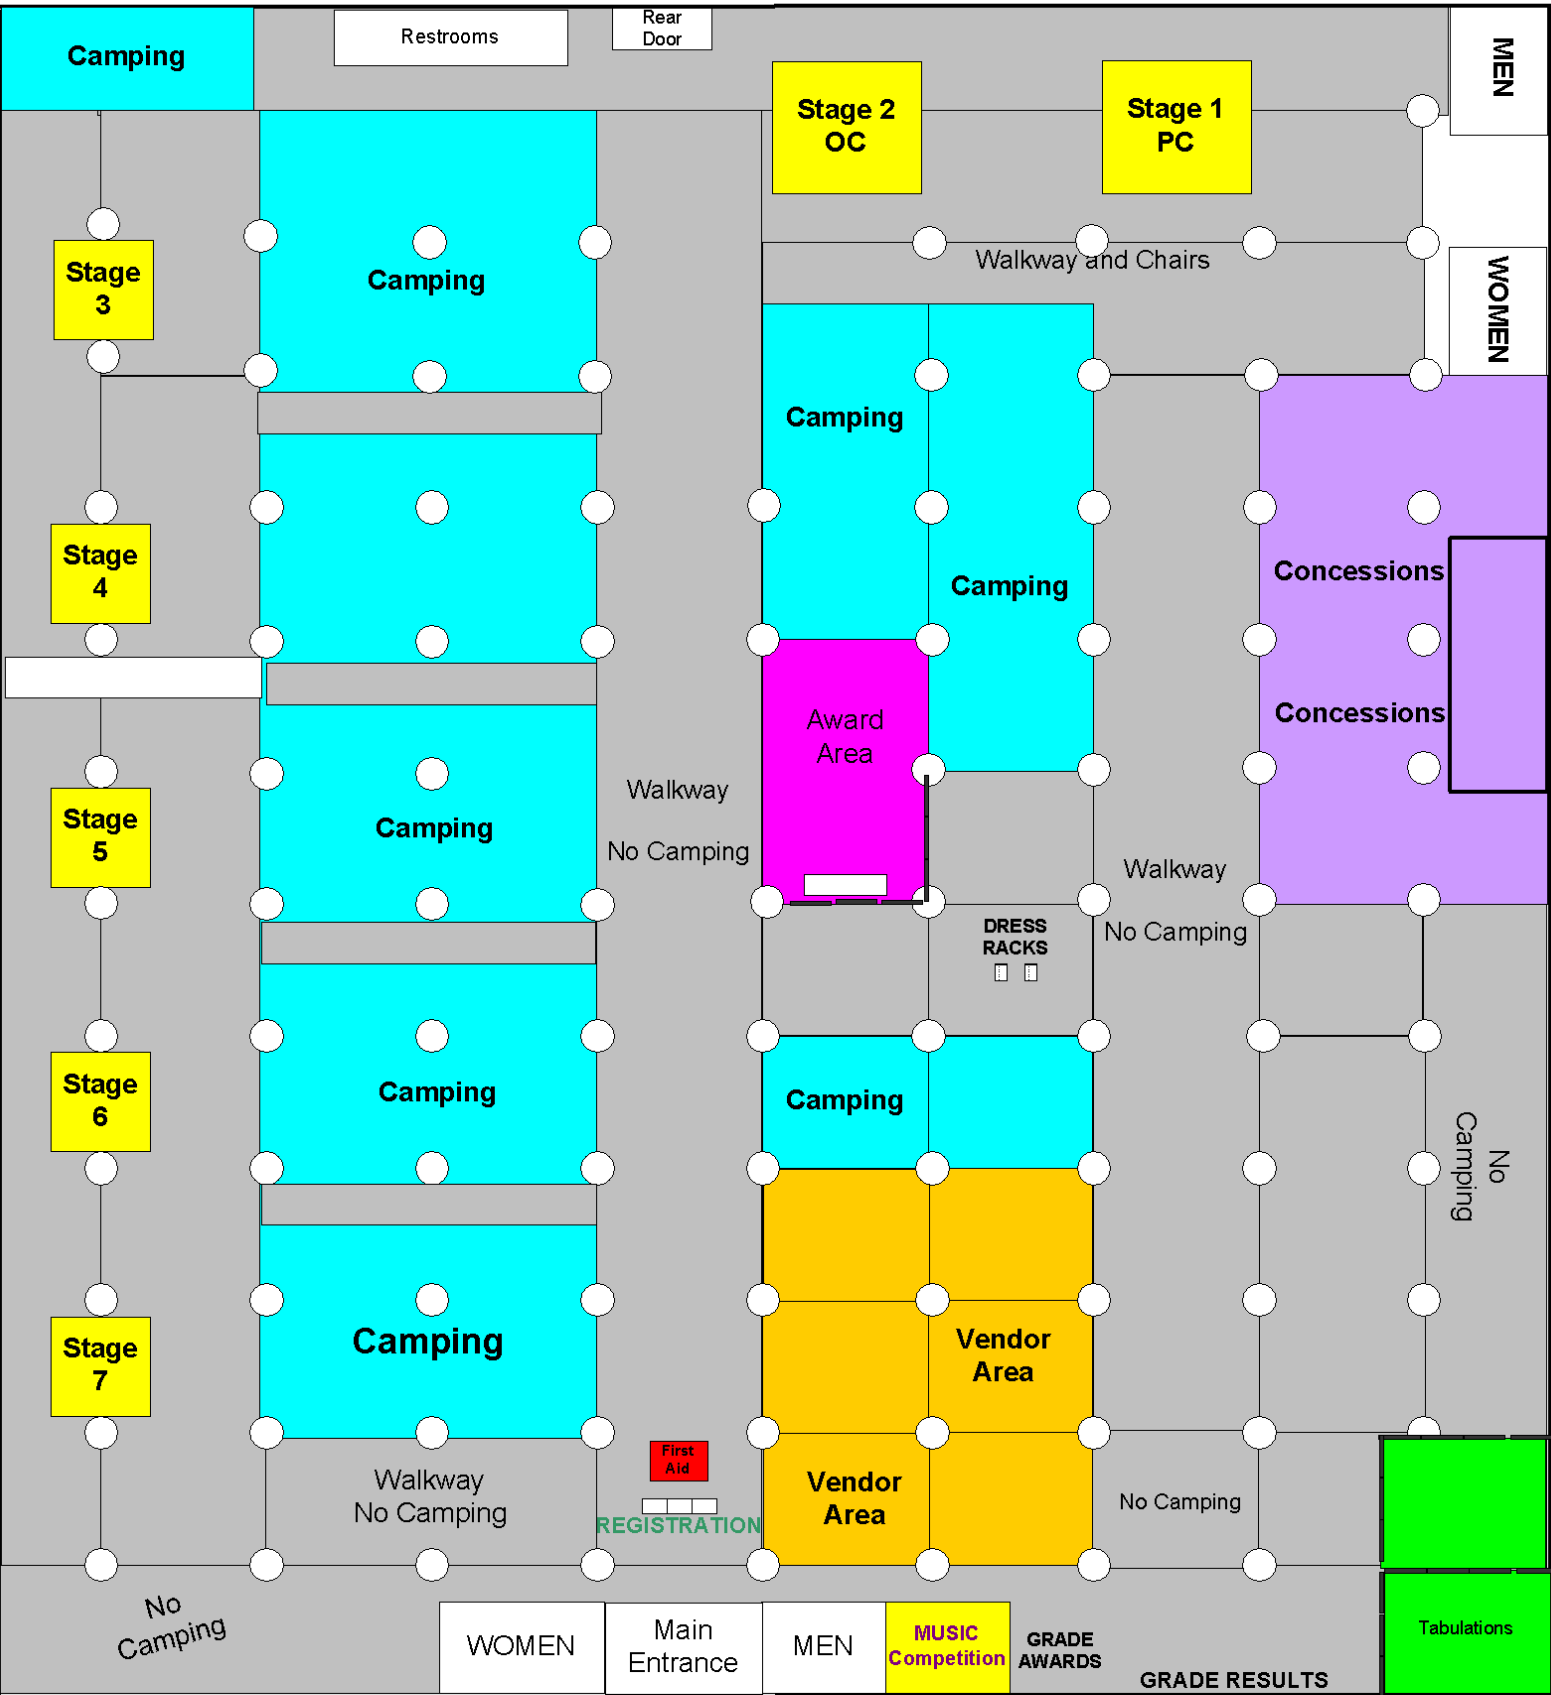 Camping
Restrooms
Rear
Door
MEN
Stage 2
OC
Stage 1
PC
Stage
3
Camping
Walkway and Chairs
WOMEN
Camping
Stage
4
Camping
Concessions
Concessions
Award
Area
Walkway
No Camping
Stage
5
Camping
Walkway
No Camping
DRESS
RACKS
Stage
6
Camping
Camping
No
Camping
Stage
7
Camping
Vendor
Area
First
Aid
REGISTRATION
Walkway
No Camping
Vendor
Area
No Camping
No
Camping
WOMEN
Main
Entrance
MEN
MUSIC
Competition
GRADE
AWARDS
GRADE RESULTS
Tabulations